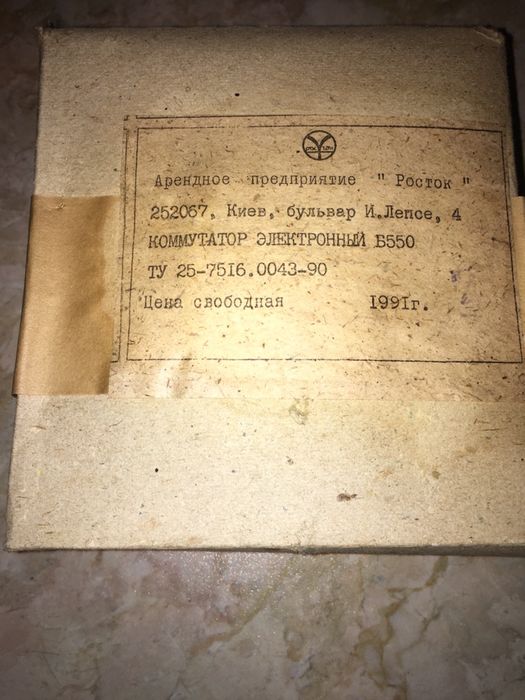 РОСТОК
Арендное предприятие " Росток "
252067, Киев, бульвар И.Лепсе, 4
КОММУТАТОР ЭЛЕКТРОННЫЙ Б550
ТУ 25-7516.0043-90
Цена свободная 1991г.